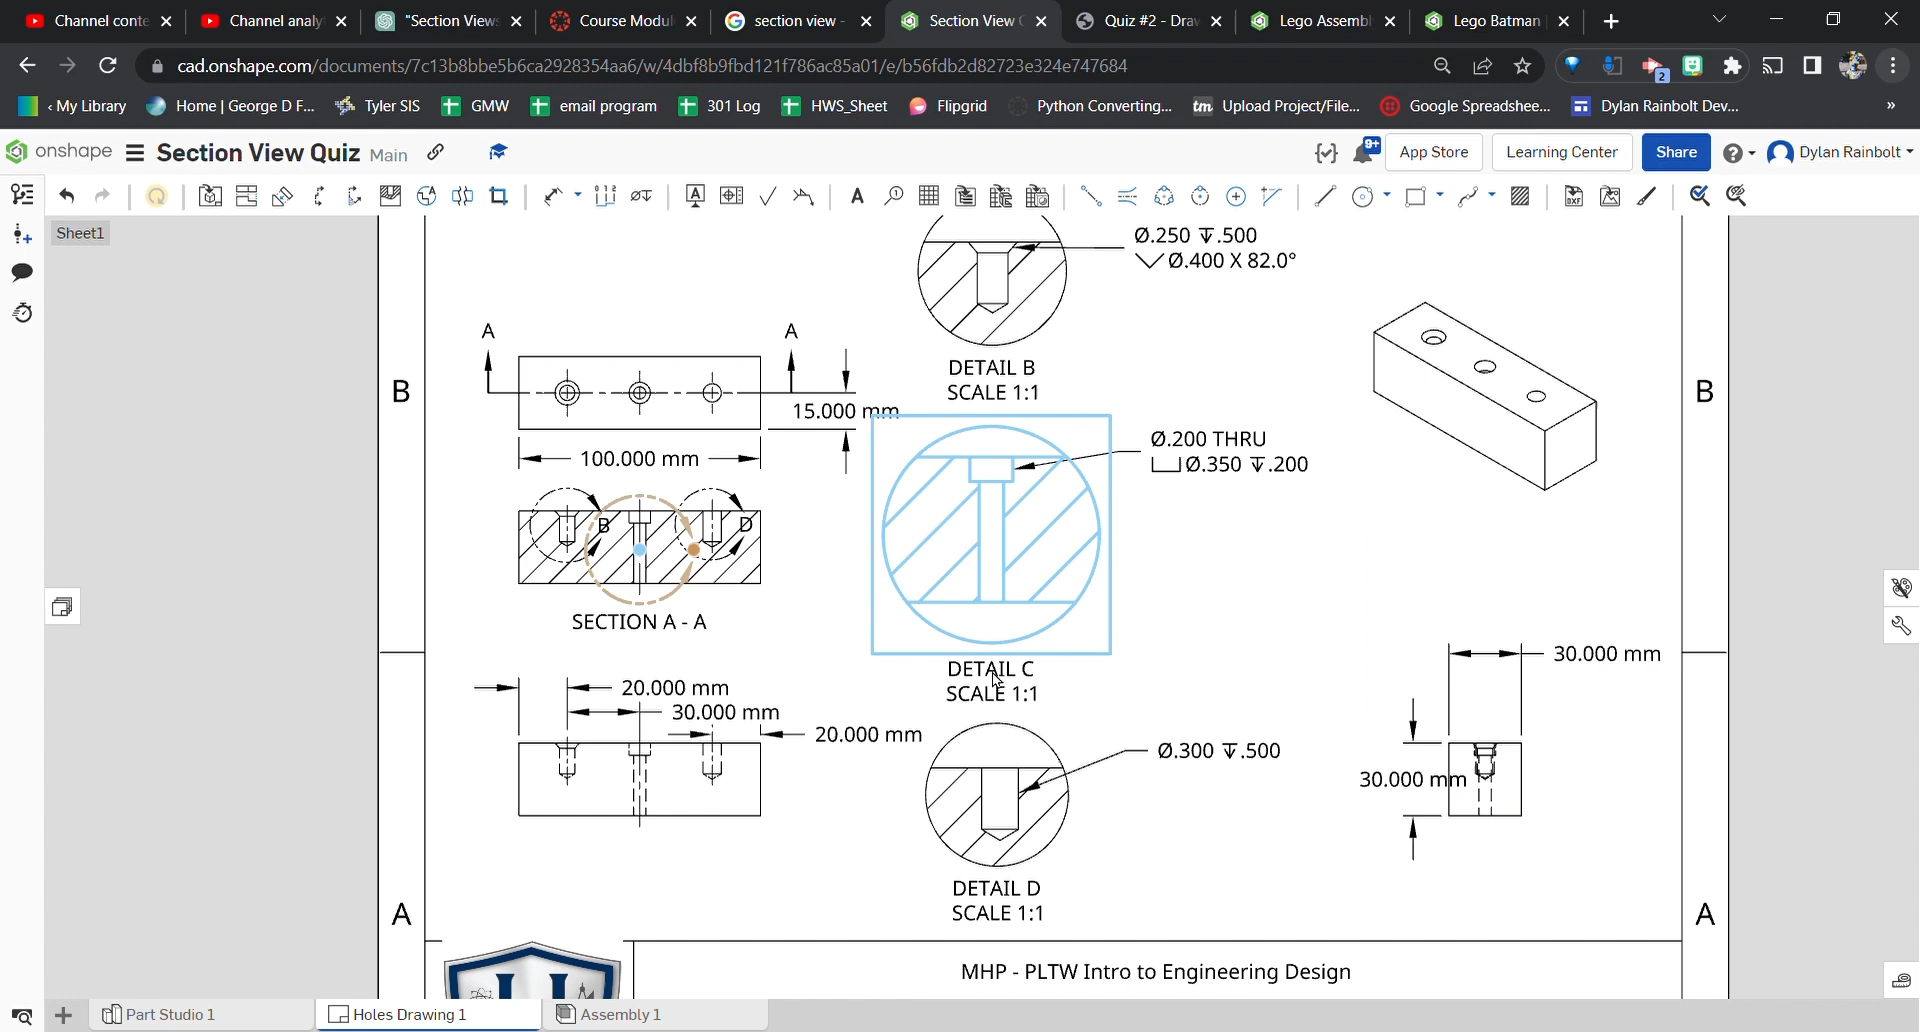 Channel conte
Channel analy
"Section Views
Course Modul
section view -
Section View C
Quiz #2 - Draw
Lego Assembl
Lego Batman
cad.onshape.com/documents/7c13b8bbe5b6ca2928354aa6/w/4dbf8b9fbd121f786ac85a01/e/b56fdb2d82723e324e747684
2
‹ My Library
Home | George D F...
Tyler SIS
GMW
email program
301 Log
HWS_Sheet
Flipgrid
Python Converting...
tm Upload Project/File...
Google Spreadshee...
Dylan Rainbolt Dev...
»
onshape
Section View Quiz Main
9+
App Store
Learning Center
Share
Dylan Rainbolt
Sheet1
Ø.250 ↧.500
⌵Ø.400 X 82.0°
A A
DETAIL B
SCALE 1:1
B B
15.000 mm
100.000 mm
Ø.200 THRU
⌴Ø.350 ↧.200
B D
SECTION A - A
DETAIL C
SCALE 1:1
30.000 mm
20.000 mm
30.000 mm
20.000 mm
Ø.300 ↧.500
30.000 mm
DETAIL D
SCALE 1:1
A A
MHP - PLTW Intro to Engineering Design
Part Studio 1
Holes Drawing 1
Assembly 1